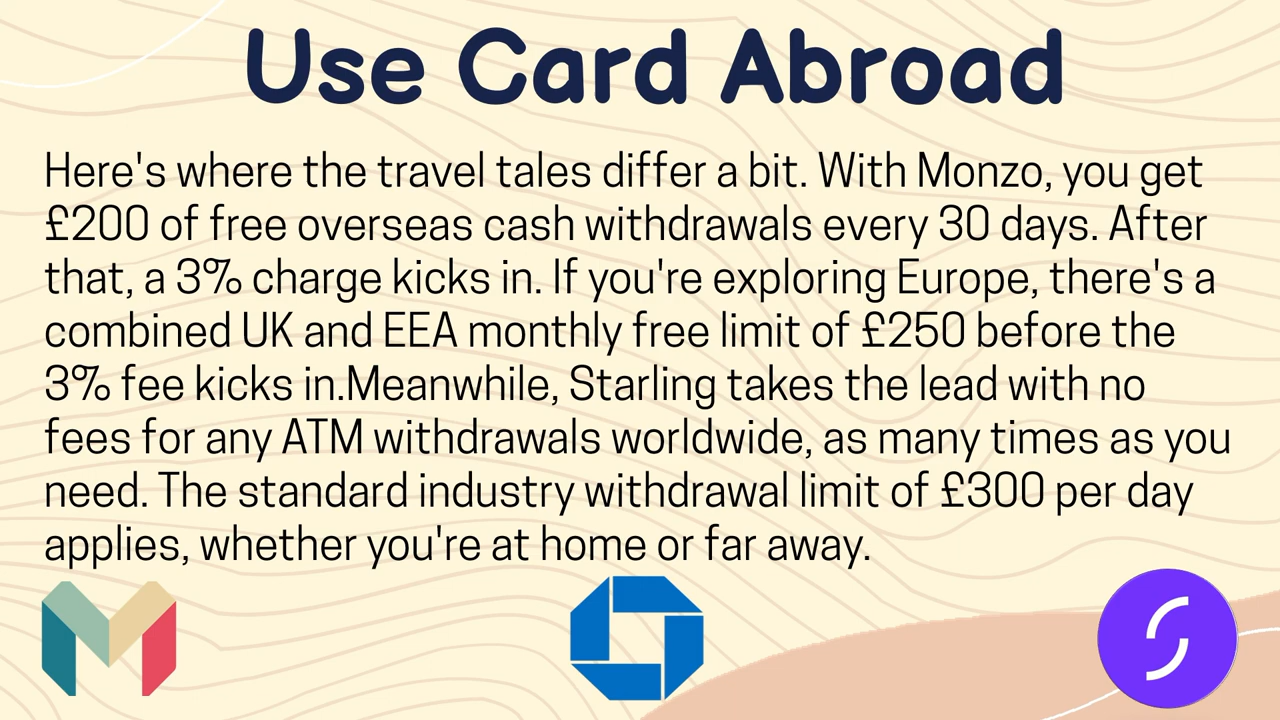 Use Card Abroad
Here's where the travel tales differ a bit. With Monzo, you get
£200 of free overseas cash withdrawals every 30 days. After
that, a 3% charge kicks in. If you're exploring Europe, there's a
combined UK and EEA monthly free limit of £250 before the
3% fee kicks in.Meanwhile, Starling takes the lead with no
fees for any ATM withdrawals worldwide, as many times as you
need. The standard industry withdrawal limit of £300 per day
applies, whether you're at home or far away.